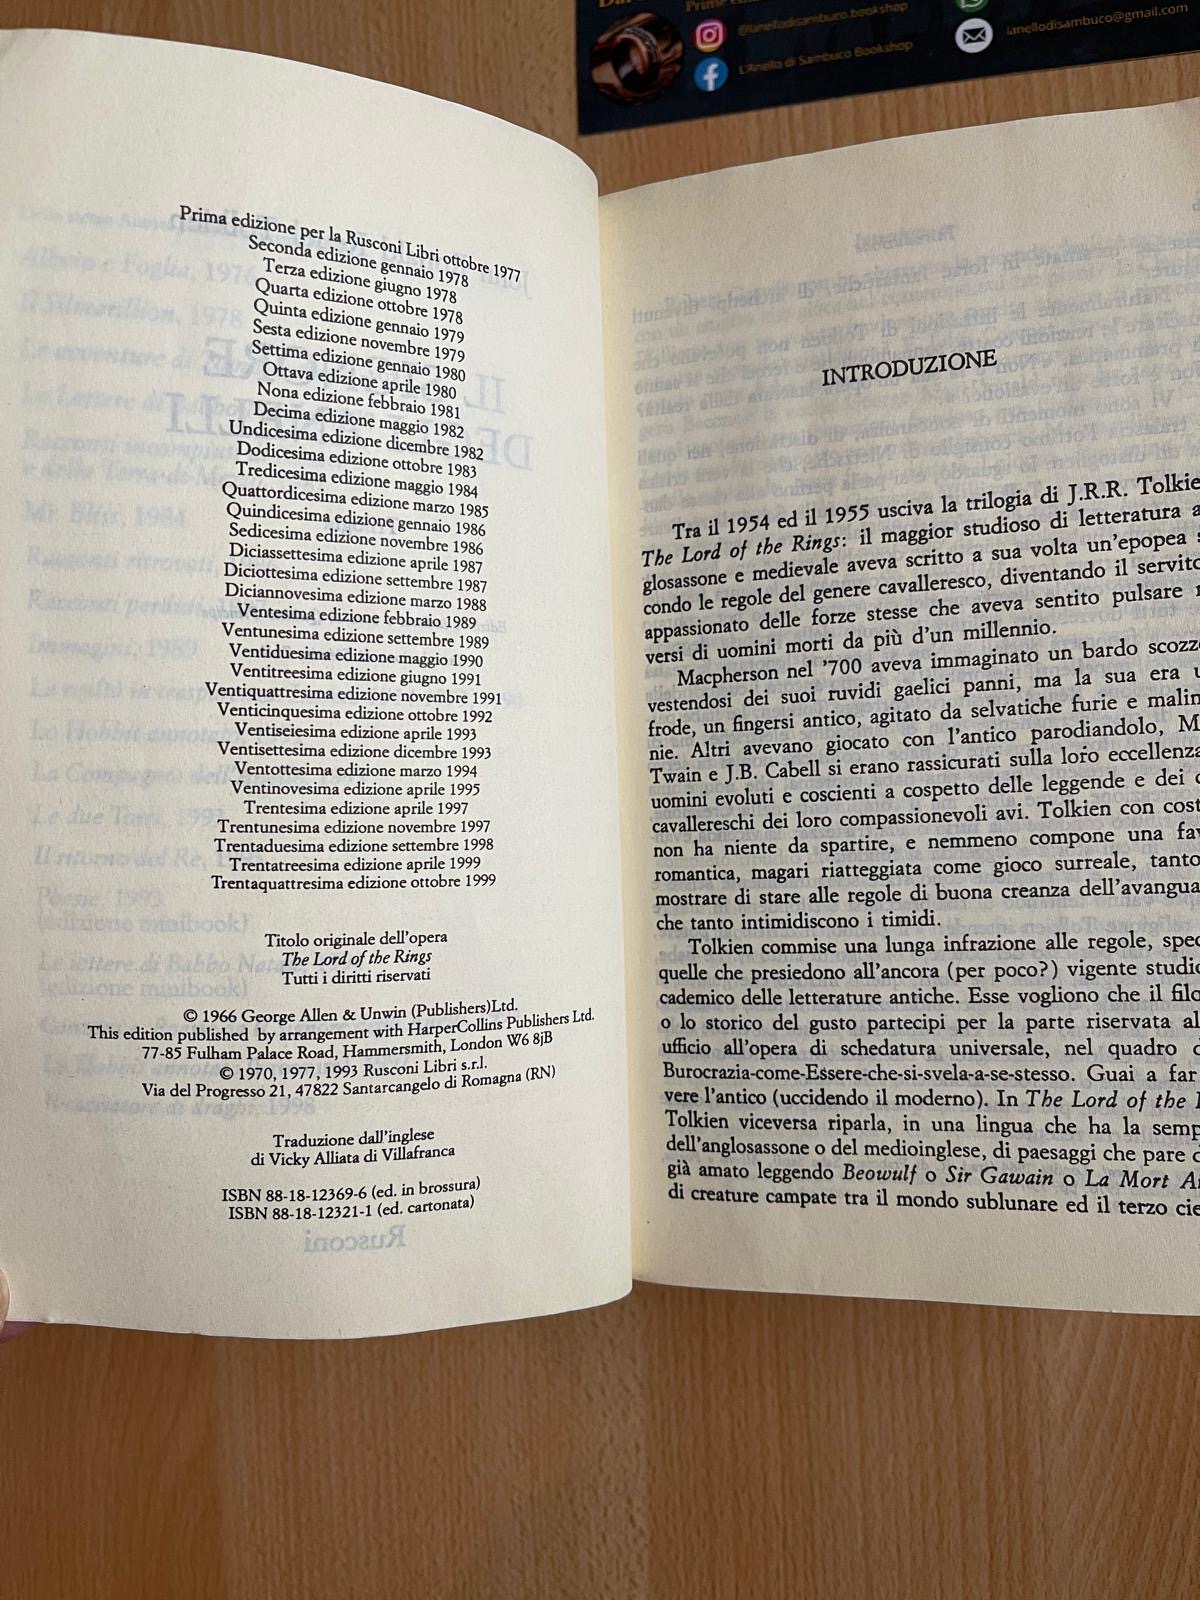 @lanellodisambuco.bookshop
L'Anello di Sambuco Bookshop
lanellodisambuco@gmail.com
Prima edizione per la Rusconi Libri ottobre 1977
Seconda edizione gennaio 1978
Terza edizione giugno 1978
Quarta edizione ottobre 1978
Quinta edizione gennaio 1979
Sesta edizione novembre 1979
Settima edizione gennaio 1980
Ottava edizione aprile 1980
Nona edizione febbraio 1981
Decima edizione maggio 1982
Undicesima edizione dicembre 1982
Dodicesima edizione ottobre 1983
Tredicesima edizione maggio 1984
Quattordicesima edizione marzo 1985
Quindicesima edizione gennaio 1986
Sedicesima edizione novembre 1986
Diciassettesima edizione aprile 1987
Diciottesima edizione settembre 1987
Diciannovesima edizione marzo 1988
Ventesima edizione febbraio 1989
Ventunesima edizione settembre 1989
Ventiduesima edizione maggio 1990
Ventitreesima edizione giugno 1991
Ventiquattresima edizione novembre 1991
Venticinquesima edizione ottobre 1992
Ventiseiesima edizione aprile 1993
Ventisettesima edizione dicembre 1993
Ventottesima edizione marzo 1994
Ventinovesima edizione aprile 1995
Trentesima edizione aprile 1997
Trentunesima edizione novembre 1997
Trentaduesima edizione settembre 1998
Trentatreesima edizione aprile 1999
Trentaquattresima edizione ottobre 1999
Titolo originale dell'opera
The Lord of the Rings
Tutti i diritti riservati
© 1966 George Allen & Unwin (Publishers)Ltd.
This edition published by arrangement with HarperCollins Publishers Ltd.
77-85 Fulham Palace Road, Hammersmith, London W6 8jB
© 1970, 1977, 1993 Rusconi Libri s.r.l.
Via del Progresso 21, 47822 Santarcangelo di Romagna (RN)
Traduzione dall'inglese
di Vicky Alliata di Villafranca
ISBN 88-18-12369-6 (ed. in brossura)
ISBN 88-18-12321-1 (ed. cartonata)
INTRODUZIONE
Tra il 1954 ed il 1955 usciva la trilogia di J.R.R. Tolkie
The Lord of the Rings: il maggior studioso di letteratura a
glosassone e medievale aveva scritto a sua volta un'epopea s
condo le regole del genere cavalleresco, diventando il servito
appassionato delle forze stesse che aveva sentito pulsare n
versi di uomini morti da più d'un millennio.
Macpherson nel '700 aveva immaginato un bardo scozze
vestendosi dei suoi ruvidi gaelici panni, ma la sua era u
frode, un fingersi antico, agitato da selvatiche furie e malin
nie. Altri avevano giocato con l'antico parodiandolo, M
Twain e J.B. Cabell si erano rassicurati sulla loro eccellenza
uomini evoluti e coscienti a cospetto delle leggende e dei c
cavallereschi dei loro compassionevoli avi. Tolkien con cost
non ha niente da spartire, e nemmeno compone una fav
romantica, magari riatteggiata come gioco surreale, tanto
mostrare di stare alle regole di buona creanza dell'avangua
che tanto intimidiscono i timidi.
Tolkien commise una lunga infrazione alle regole, spec
quelle che presiedono all'ancora (per poco?) vigente studio
cademico delle letterature antiche. Esse vogliono che il filo
o lo storico del gusto partecipi per la parte riservata al
ufficio all'opera di schedatura universale, nel quadro d
Burocrazia-come-Essere-che-si-svela-a-se-stesso. Guai a far
vere l'antico (uccidendo il moderno). In The Lord of the
Tolkien viceversa riparla, in una lingua che ha la semp
dell'anglosassone o del medioinglese, di paesaggi che pare d
già amato leggendo Beowulf o Sir Gawain o La Mort A
di creature campate tra il mondo sublunare ed il terzo cie